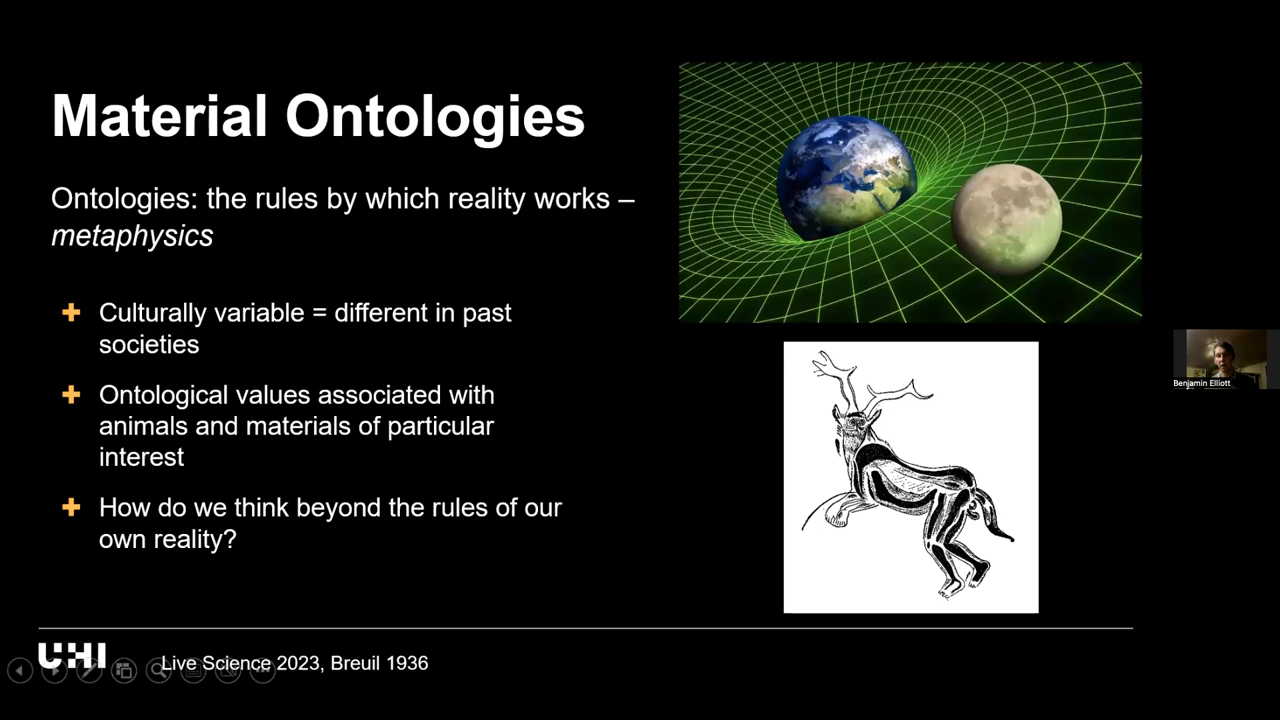 Material Ontologies
Ontologies: the rules by which reality works –
metaphysics
Culturally variable = different in past
societies
Ontological values associated with
animals and materials of particular
interest
How do we think beyond the rules of our
own reality?
Benjamin Elliott
UHI
Live Science 2023, Breuil 1936